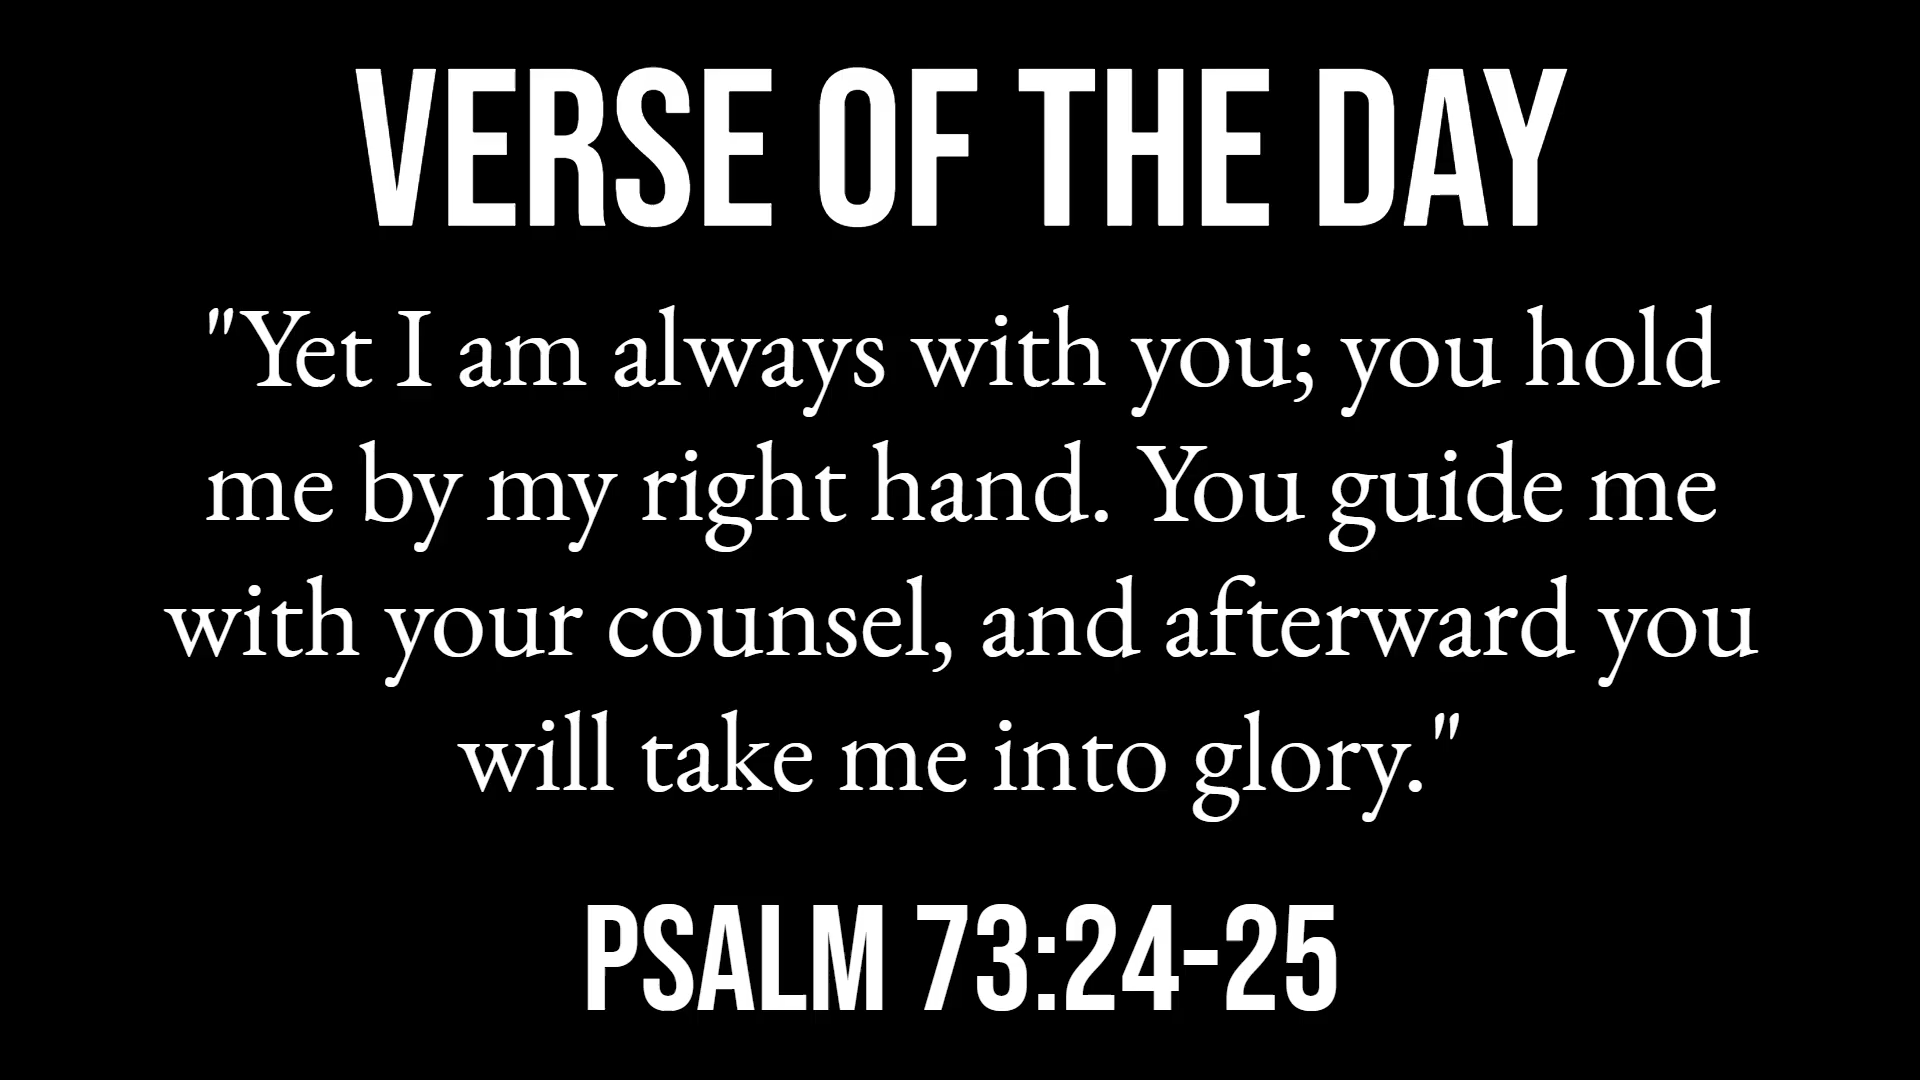 VERSE OF THE DAY
"Yet I am always with you; you hold
me by my right hand. You guide me
with your counsel, and afterward you
will take me into glory."
PSALM 73:24-25